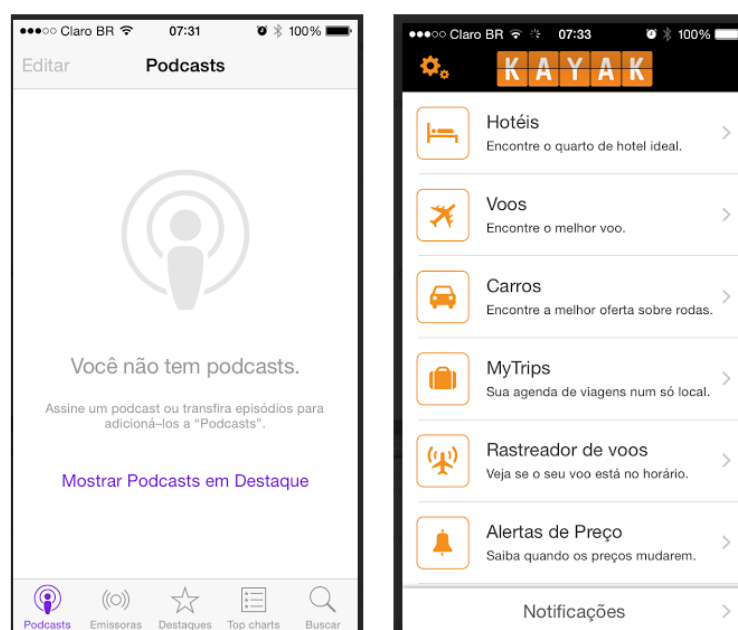 Claro BR 07:31 100%
Editar Podcasts
Você não tem podcasts.
Assine um podcast ou transfira episódios para
adicioná-los a “Podcasts”.
Mostrar Podcasts em Destaque
Podcasts Emissoras Destaques Top charts Buscar
Claro BR 07:33 100%
KAYAK
Hotéis
Encontre o quarto de hotel ideal.
Voos
Encontre o melhor voo.
Carros
Encontre a melhor oferta sobre rodas.
MyTrips
Sua agenda de viagens num só local.
Rastreador de voos
Veja se o seu voo está no horário.
Alertas de Preço
Saiba quando os preços mudarem.
Notificações